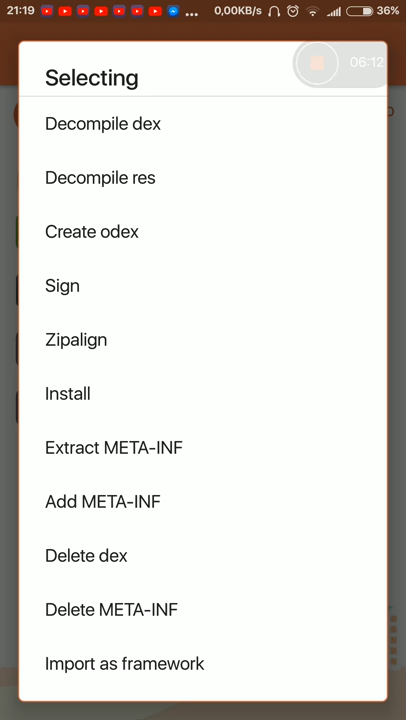 21:19 ... 0,00KB/s 36%
06:12
Selecting
Decompile dex
Decompile res
Create odex
Sign
Zipalign
Install
Extract META-INF
Add META-INF
Delete dex
Delete META-INF
Import as framework